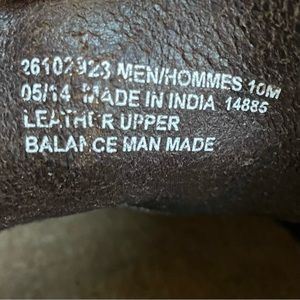 26102923 MEN/HOMMES 10M
05/14 MADE IN INDIA 14885
LEATHER UPPER
BALANCE MAN MADE